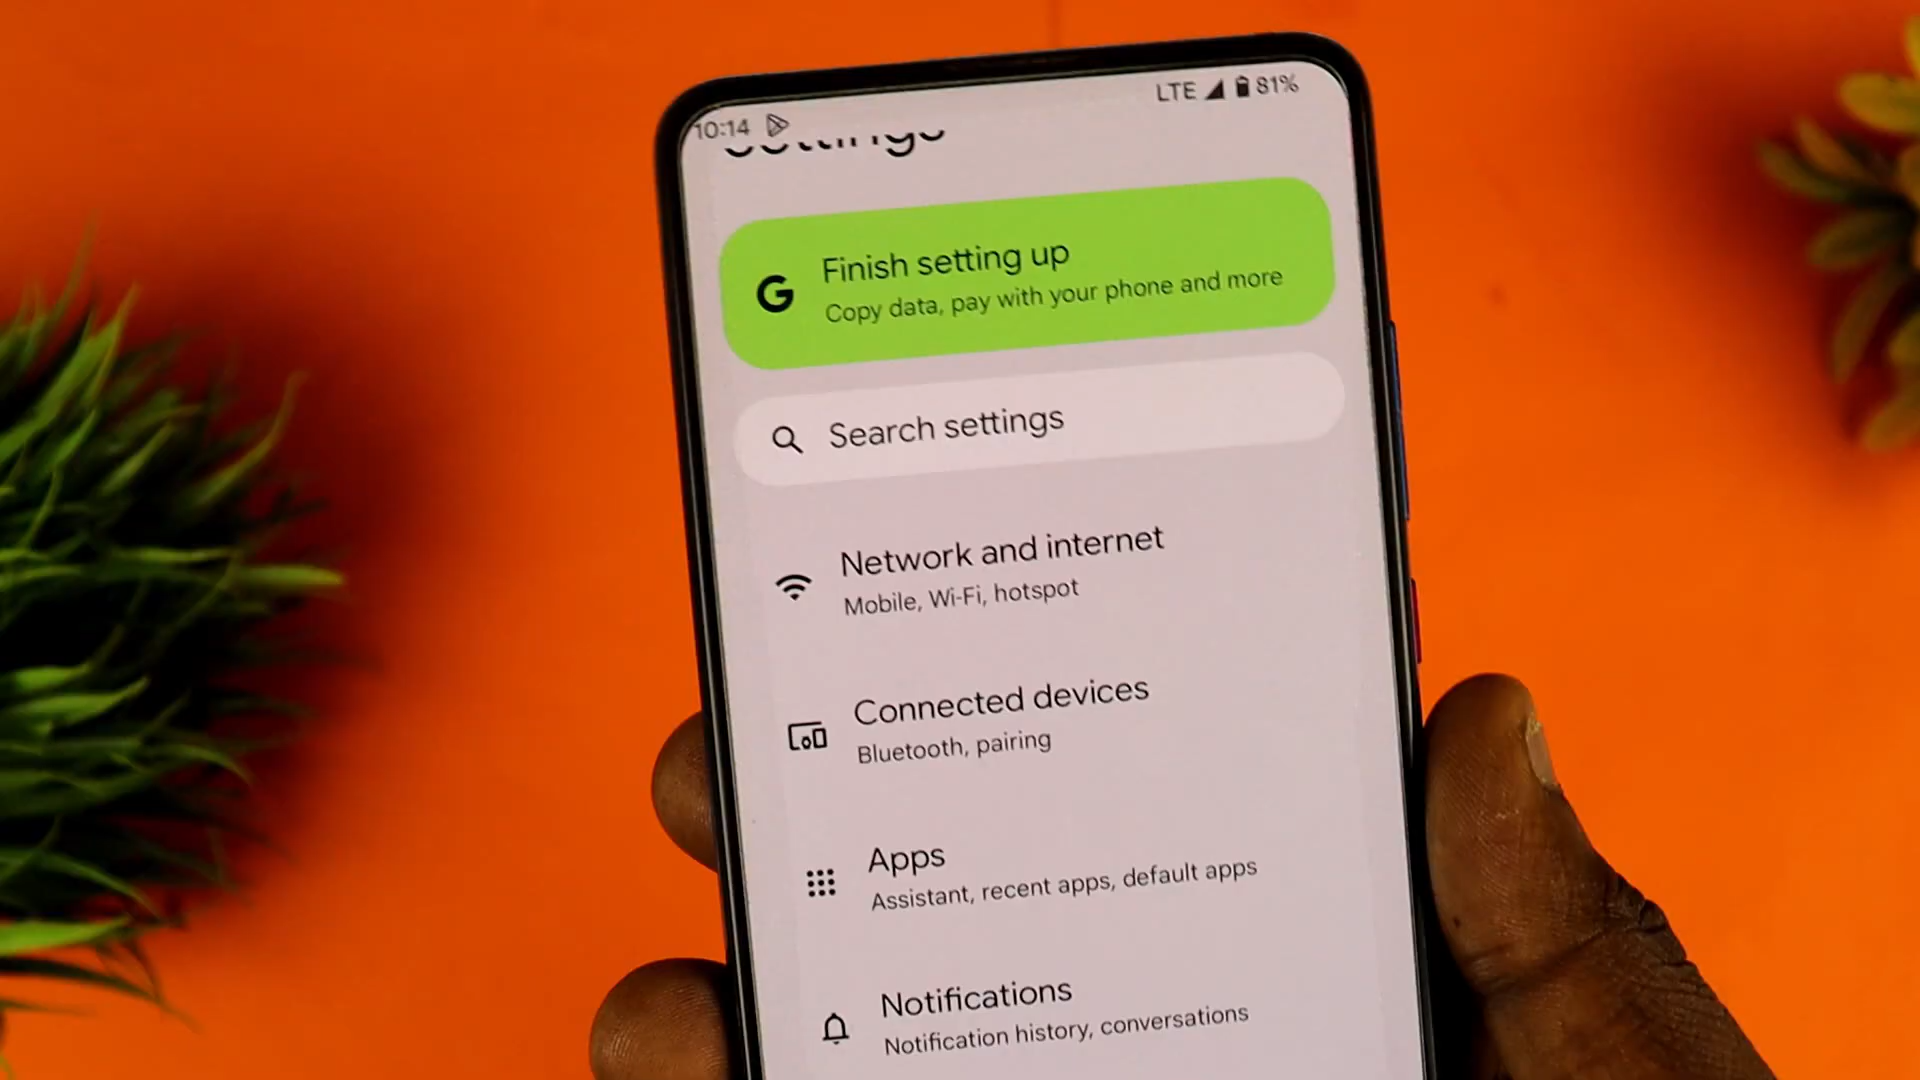 10:14 LTE 81%
Settings
Finish setting up
Copy data, pay with your phone and more
Search settings
Network and internet
Mobile, Wi-Fi, hotspot
Connected devices
Bluetooth, pairing
Apps
Assistant, recent apps, default apps
Notifications
Notification history, conversations